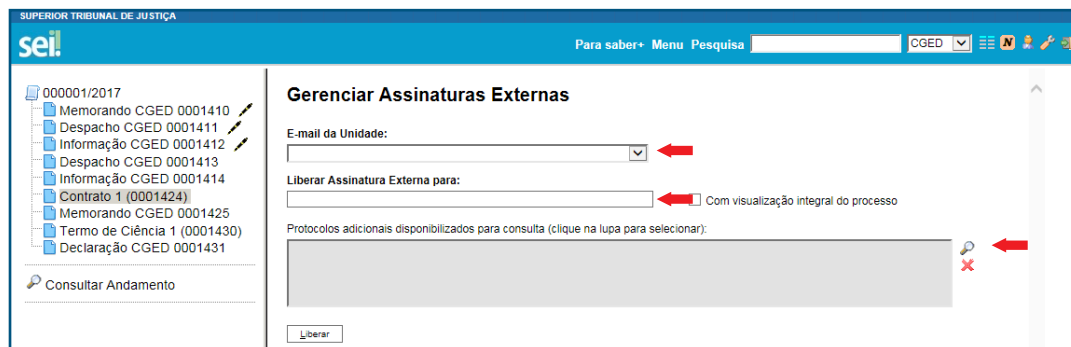 SUPERIOR TRIBUNAL DE JUSTIÇA
sei!
Para saber+ Menu Pesquisa
CGED
N
000001/2017
Memorando CGED 0001410
Despacho CGED 0001411
Informação CGED 0001412
Despacho CGED 0001413
Informação CGED 0001414
Contrato 1 (0001424)
Memorando CGED 0001425
Termo de Ciência 1 (0001430)
Declaração CGED 0001431
Consultar Andamento
Gerenciar Assinaturas Externas
E-mail da Unidade:
Liberar Assinatura Externa para:
Com visualização integral do processo
Protocolos adicionais disponibilizados para consulta (clique na lupa para selecionar):
Liberar